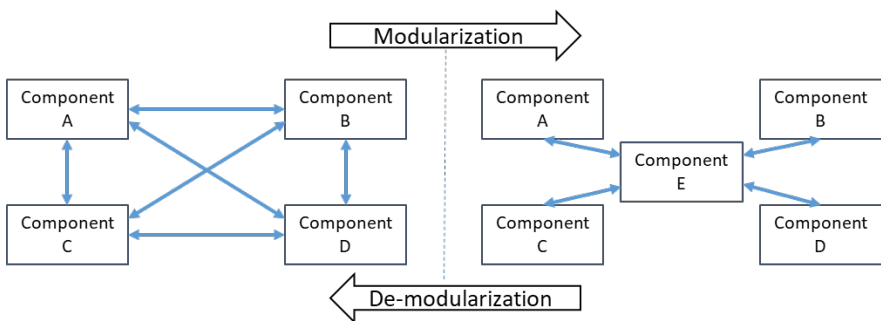 Modularization
Component
A
Component
B
Component
A
Component
B
Component
E
Component
C
Component
D
Component
C
Component
D
De-modularization